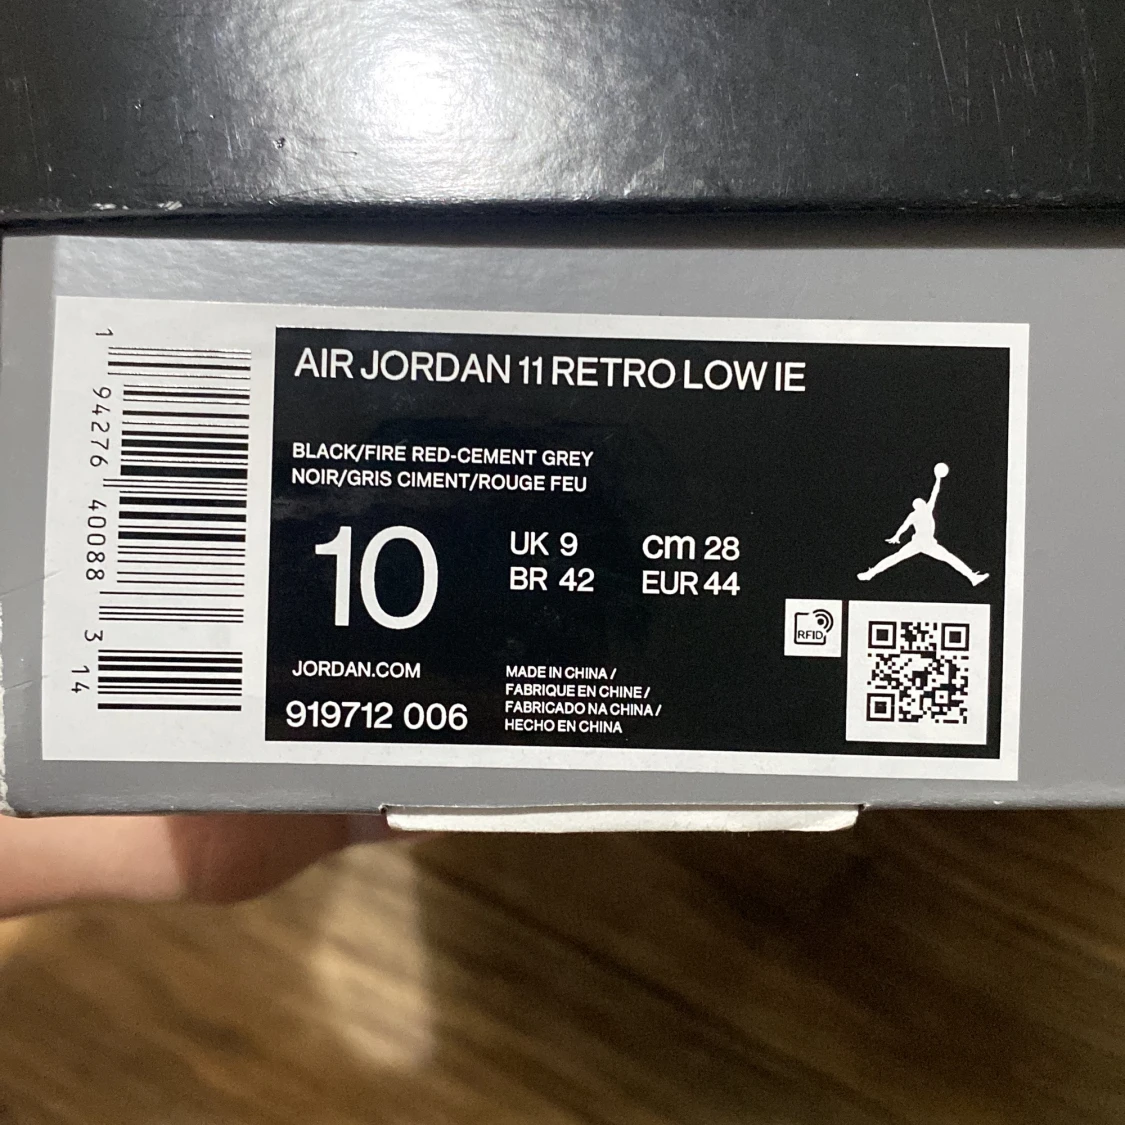 AIR JORDAN 11 RETRO LOW IE
BLACK/FIRE RED-CEMENT GREY
NOIR/GRIS CIMENT/ROUGE FEU
10
UK 9
cm 28
BR 42
EUR 44
RFID
JORDAN.COM
919712 006
MADE IN CHINA /
FABRIQUE EN CHINE /
FABRICADO NA CHINA /
HECHO EN CHINA
1 94276 40088 3 14